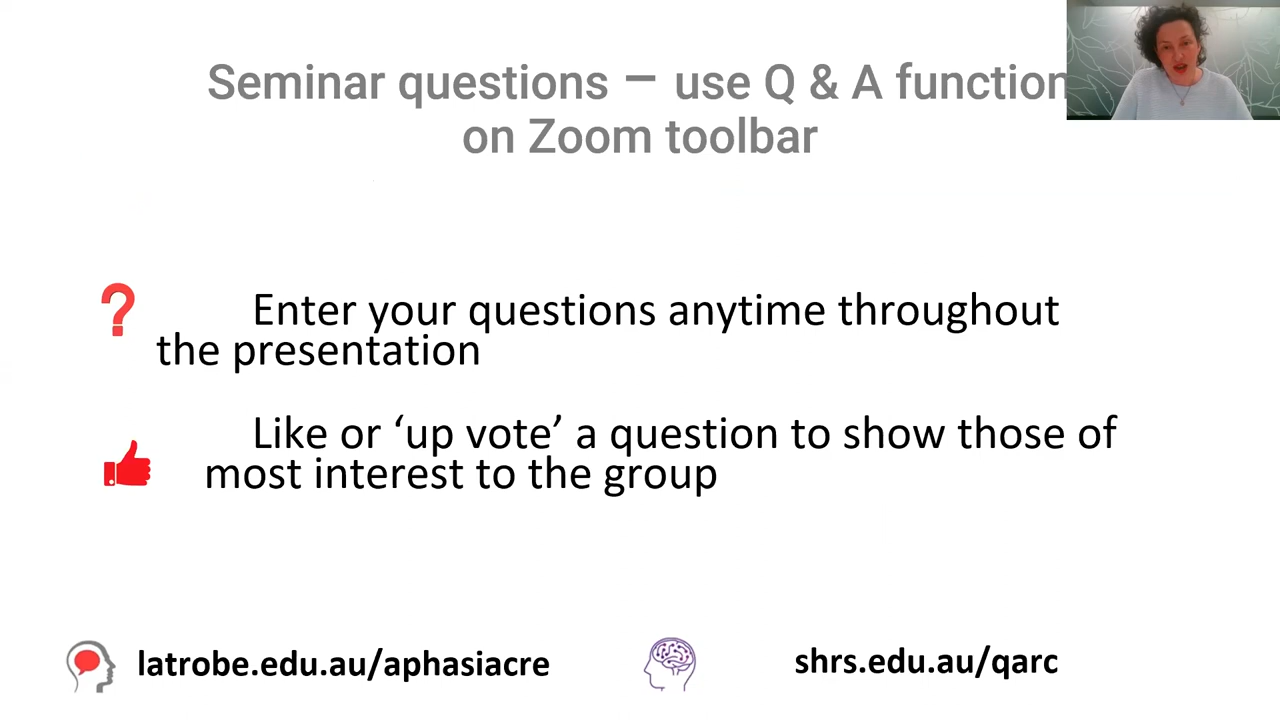 Seminar questions – use Q & A function
on Zoom toolbar
Enter your questions anytime throughout
the presentation
Like or ‘up vote’ a question to show those of
most interest to the group
latrobe.edu.au/aphasiacre
shrs.edu.au/qarc